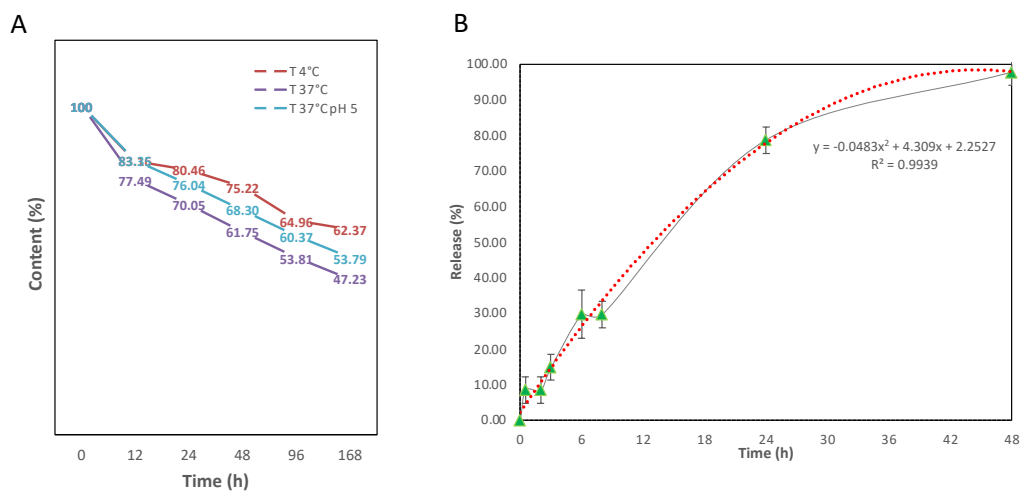 A
B
T 4°C
T 37°C
T 37°C pH 5
100
83.15
80.46
75.22
64.96
62.37
76.04
68.30
60.37
53.79
77.49
70.05
61.75
53.81
47.23
Content (%)
0 12 24 48 96 168
Time (h)
100.00
90.00
80.00
70.00
60.00
50.00
40.00
30.00
20.00
10.00
0.00
Release (%)
y = -0.0483x² + 4.309x + 2.2527
R² = 0.9939
0 6 12 18 24 30 36 42 48
Time (h)